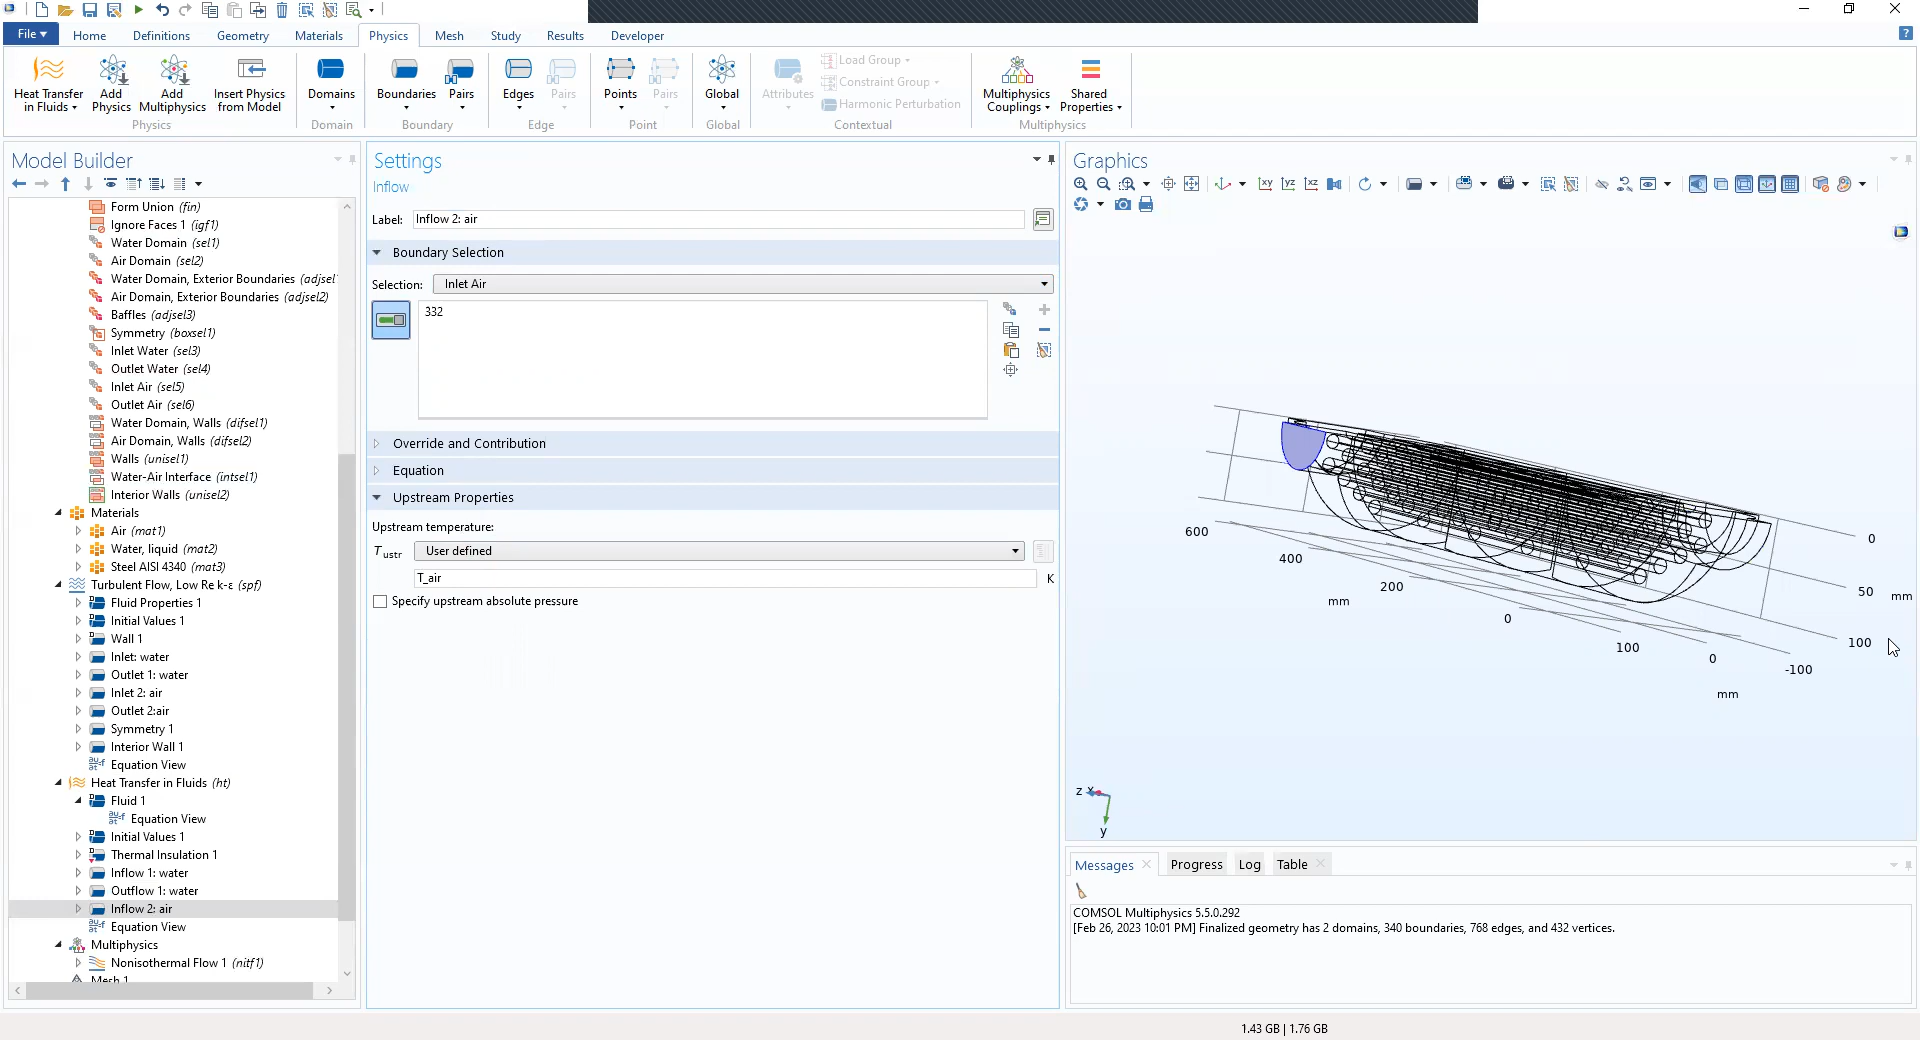 File
Home
Definitions
Geometry
Materials
Physics
Mesh
Study
Results
Developer
Heat Transfer in Fluids
Add Physics
Add Multiphysics
Insert Physics from Model
Domains
Boundaries
Pairs
Edges
Pairs
Points
Pairs
Global
Attributes
Load Group
Constraint Group
Harmonic Perturbation
Multiphysics Couplings
Shared Properties
Physics
Domain
Boundary
Edge
Point
Global
Contextual
Multiphysics
Model Builder
Form Union (fin)
Ignore Faces 1 (igf1)
Water Domain (sel1)
Air Domain (sel2)
Water Domain, Exterior Boundaries (adjsel
Air Domain, Exterior Boundaries (adjsel2)
Baffles (adjsel3)
Symmetry (boxsel1)
Inlet Water (sel3)
Outlet Water (sel4)
Inlet Air (sel5)
Outlet Air (sel6)
Water Domain, Walls (difsel1)
Air Domain, Walls (difsel2)
Walls (unisel1)
Water-Air Interface (intsel1)
Interior Walls (unisel2)
Materials
Air (mat1)
Water, liquid (mat2)
Steel AISI 4340 (mat3)
Turbulent Flow, Low Re k-ε (spf)
Fluid Properties 1
Initial Values 1
Wall 1
Inlet: water
Outlet 1: water
Inlet 2: air
Outlet 2:air
Symmetry 1
Interior Wall 1
Equation View
Heat Transfer in Fluids (ht)
Fluid 1
Equation View
Initial Values 1
Thermal Insulation 1
Inflow 1: water
Outflow 1: water
Inflow 2: air
Equation View
Multiphysics
Nonisothermal Flow 1 (nitf1)
Mesh 1
Settings
Inflow
Label: Inflow 2: air
Boundary Selection
Selection: Inlet Air
332
Override and Contribution
Equation
Upstream Properties
Upstream temperature:
T ustr User defined
T_air K
Specify upstream absolute pressure
Graphics
xy yz xz
600
400
200
mm
0
0
50
mm
100
100
0
-100
mm
z x
y
Messages
Progress
Log
Table
COMSOL Multiphysics 5.5.0.292
[Feb 26, 2023 10:01 PM] Finalized geometry has 2 domains, 340 boundaries, 768 edges, and 432 vertices.
1.43 GB | 1.76 GB